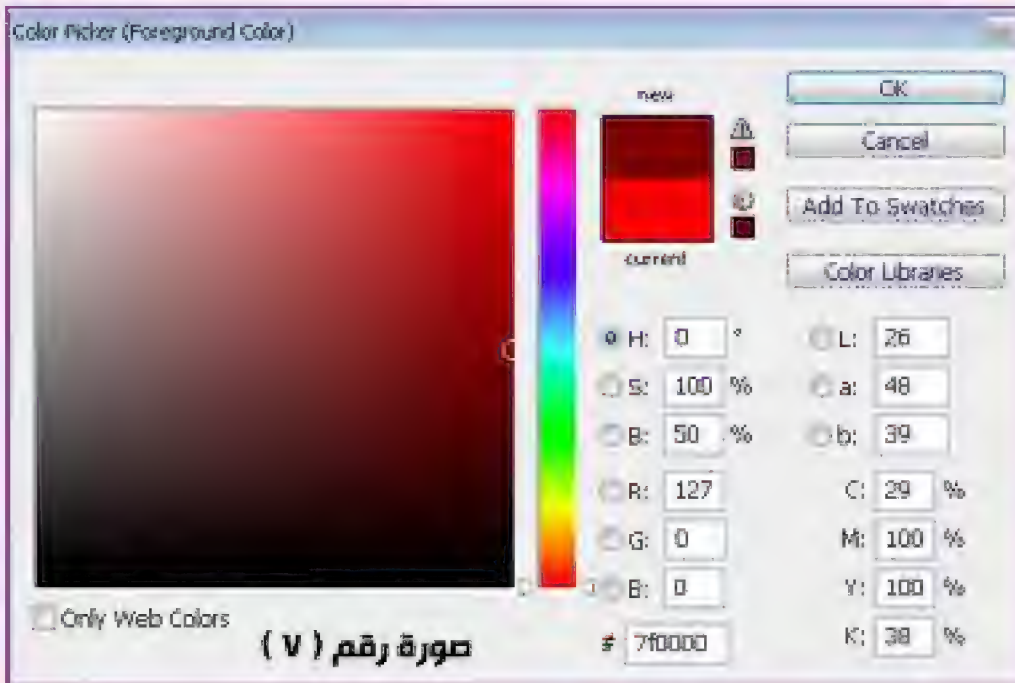 Color Picker (Foreground Color)
new
current
OK
Cancel
Add To Swatches
Color Libraries
H: 0 °
S: 100 %
B: 50 %
R: 127
G: 0
B: 0
# 7f0000
L: 26
a: 48
b: 39
C: 29 %
M: 100 %
Y: 100 %
K: 38 %
Only Web Colors
صورة رقم ( ٧ )